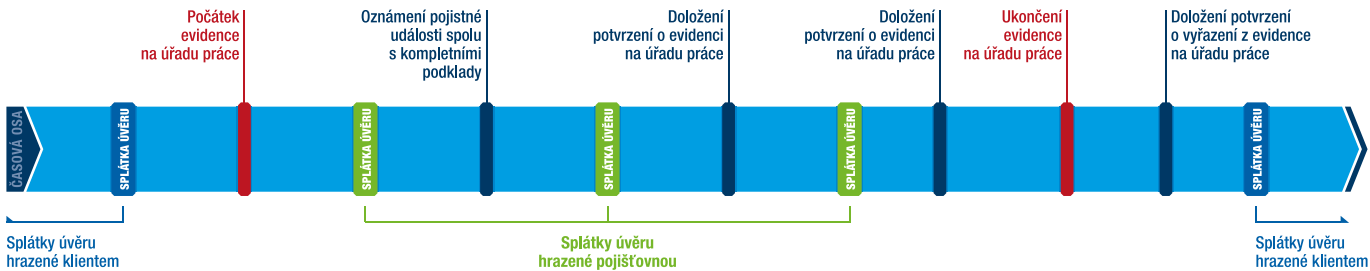 Počátek
evidence
na úřadu práce
Oznámení pojistné
události spolu
s kompletními
podklady
Doložení
potvrzení o evidenci
na úřadu práce
Doložení
potvrzení o evidenci
na úřadu práce
Ukončení
evidence
na úřadu práce
Doložení potvrzení
o vyřazení z evidence
na úřadu práce
ČASOVÁ OSA
SPLÁTKA ÚVĚRU
SPLÁTKA ÚVĚRU
SPLÁTKA ÚVĚRU
SPLÁTKA ÚVĚRU
SPLÁTKA ÚVĚRU
Splátky úvěru
hrazené klientem
Splátky úvěru
hrazené pojišťovnou
Splátky úvěru
hrazené klientem